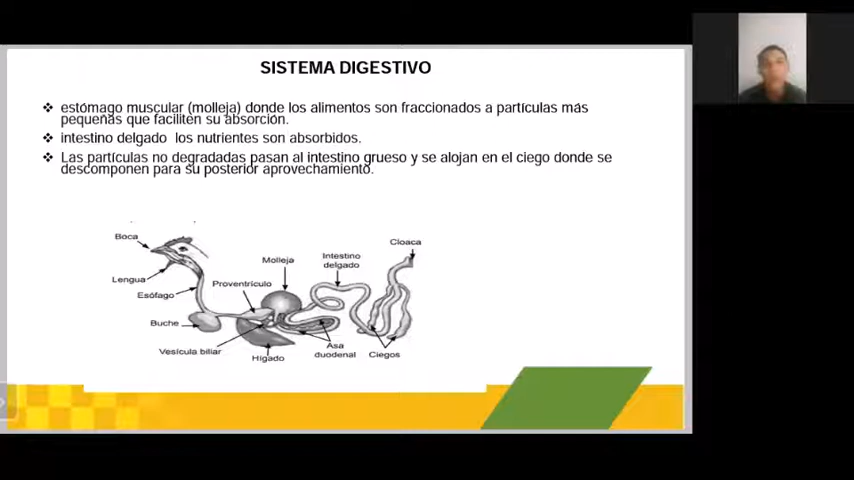 SISTEMA DIGESTIVO
❖ estómago muscular (molleja) donde los alimentos son fraccionados a partículas más
pequeñas que faciliten su absorción.
❖ intestino delgado los nutrientes son absorbidos.
❖ Las partículas no degradadas pasan al intestino grueso y se alojan en el ciego donde se
descomponen para su posterior aprovechamiento.
Boca
Cloaca
Molleja
Intestino
delgado
Lengua
Proventrículo
Esófago
Buche
Vesícula biliar
Hígado
Asa
duodenal
Ciegos